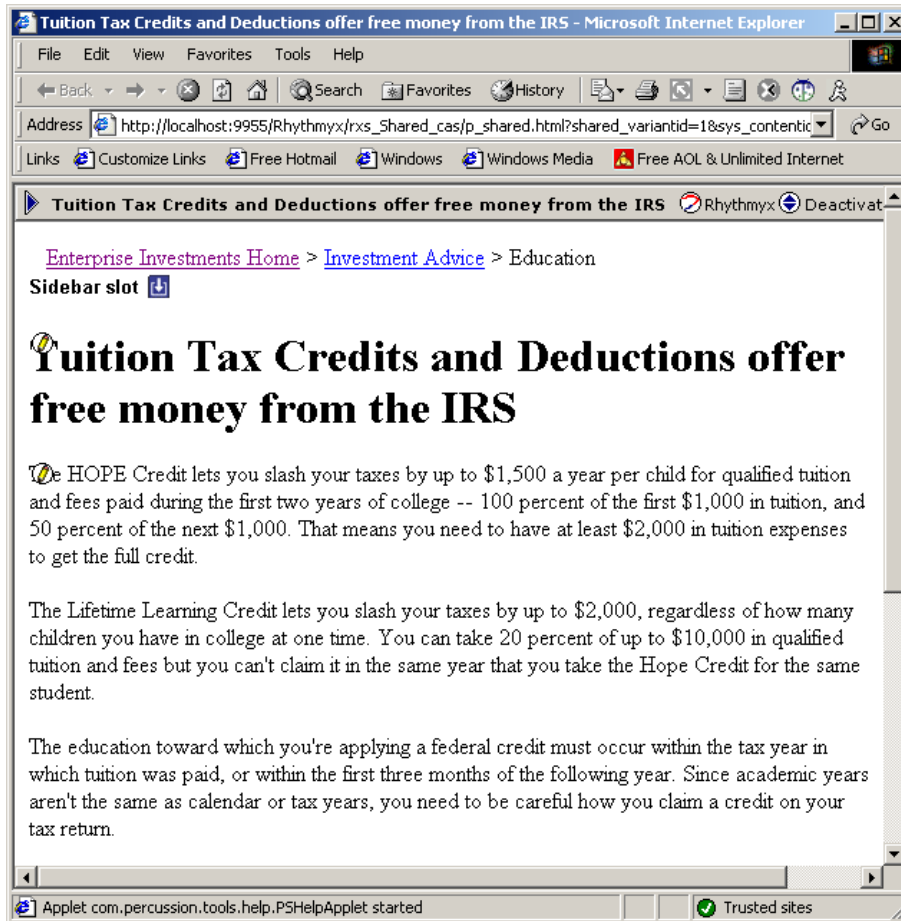 Tuition Tax Credits and Deductions offer free money from the IRS - Microsoft Internet Explorer
File Edit View Favorites Tools Help
Back Search Favorites History
Address http://localhost:9955/Rhythmyx/rxs_Shared_cas/p_shared.html?shared_variantid=1&sys_contentic Go
Links Customize Links Free Hotmail Windows Windows Media Free AOL & Unlimited Internet
Tuition Tax Credits and Deductions offer free money from the IRS Rhythmyx Deactivat
Enterprise Investments Home > Investment Advice > Education
Sidebar slot
Tuition Tax Credits and Deductions offer
free money from the IRS
The HOPE Credit lets you slash your taxes by up to $1,500 a year per child for qualified tuition
and fees paid during the first two years of college -- 100 percent of the first $1,000 in tuition, and
50 percent of the next $1,000. That means you need to have at least $2,000 in tuition expenses
to get the full credit.
The Lifetime Learning Credit lets you slash your taxes by up to $2,000, regardless of how many
children you have in college at one time. You can take 20 percent of up to $10,000 in qualified
tuition and fees but you can't claim it in the same year that you take the Hope Credit for the same
student.
The education toward which you're applying a federal credit must occur within the tax year in
which tuition was paid, or within the first three months of the following year. Since academic years
aren't the same as calendar or tax years, you need to be careful how you claim a credit on your
tax return.
Applet com.percussion.tools.help.PSHelpApplet started Trusted sites